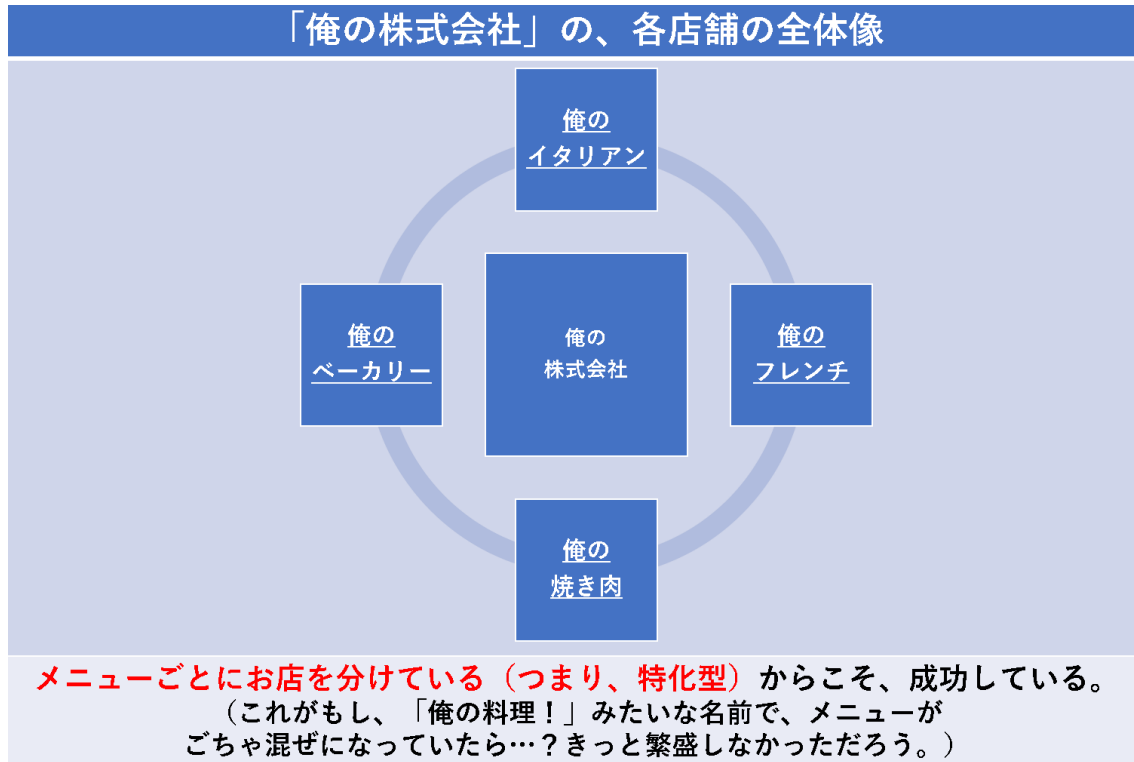 「俺の株式会社」の、各店舗の全体像
俺の
イタリアン
俺の
ベーカリー
俺の
株式会社
俺の
フレンチ
俺の
焼き肉
メニューごとにお店を分けている（つまり、特化型）からこそ、成功している。
（これがもし、「俺の料理！」みたいな名前で、メニューが
ごちゃ混ぜになっていたら…？きっと繁盛しなかっただろう。）